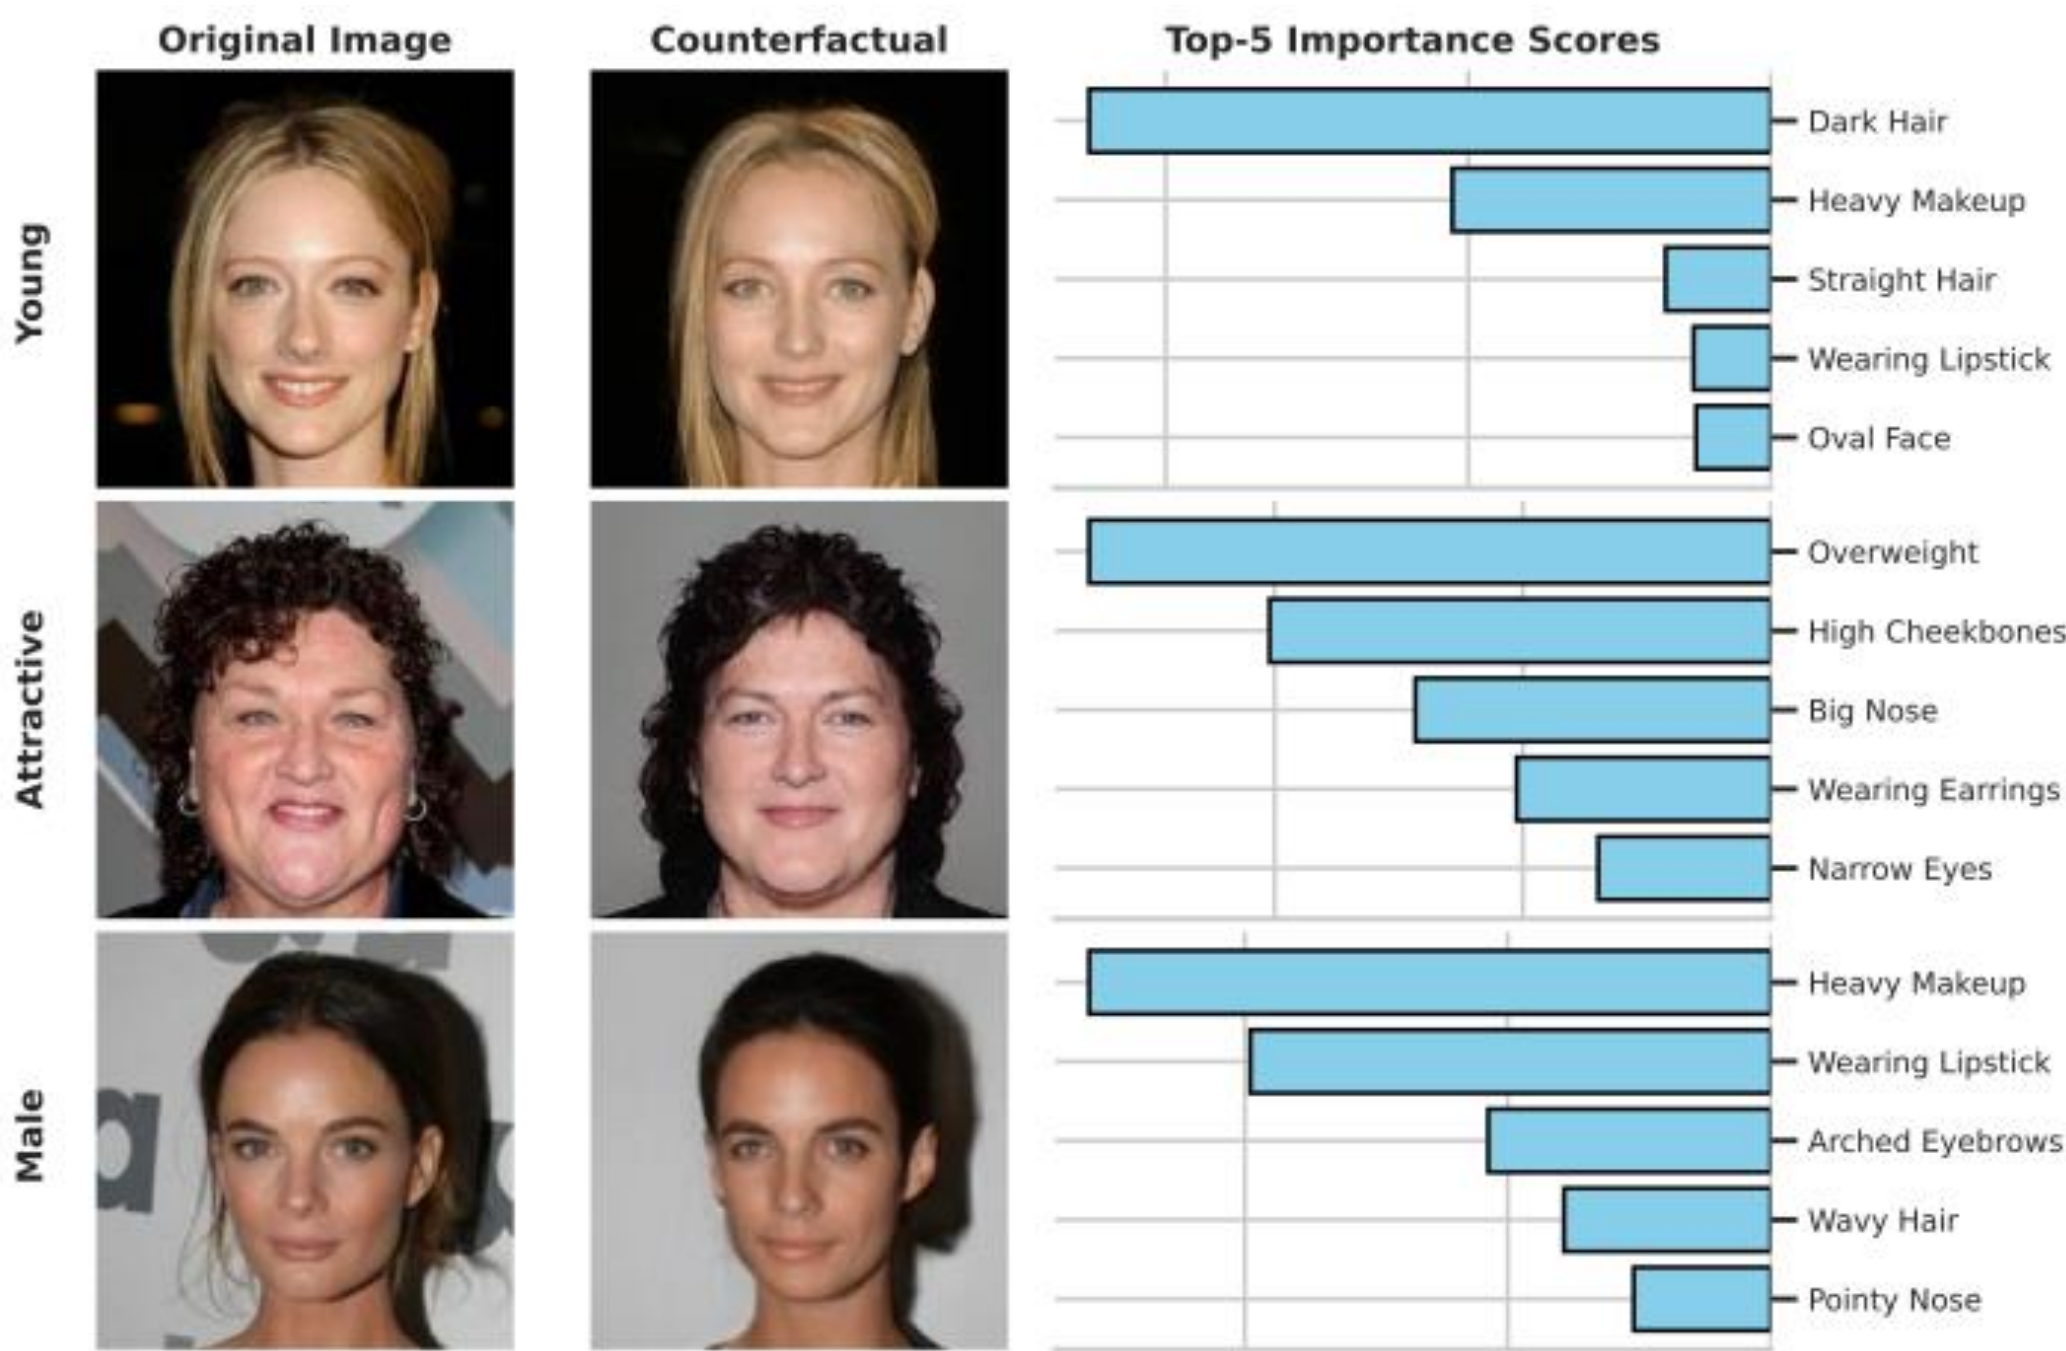 Original Image
Counterfactual
Top-5 Importance Scores
Young
Dark Hair
Heavy Makeup
Straight Hair
Wearing Lipstick
Oval Face
Attractive
Overweight
High Cheekbones
Big Nose
Wearing Earrings
Narrow Eyes
Male
Heavy Makeup
Wearing Lipstick
Arched Eyebrows
Wavy Hair
Pointy Nose